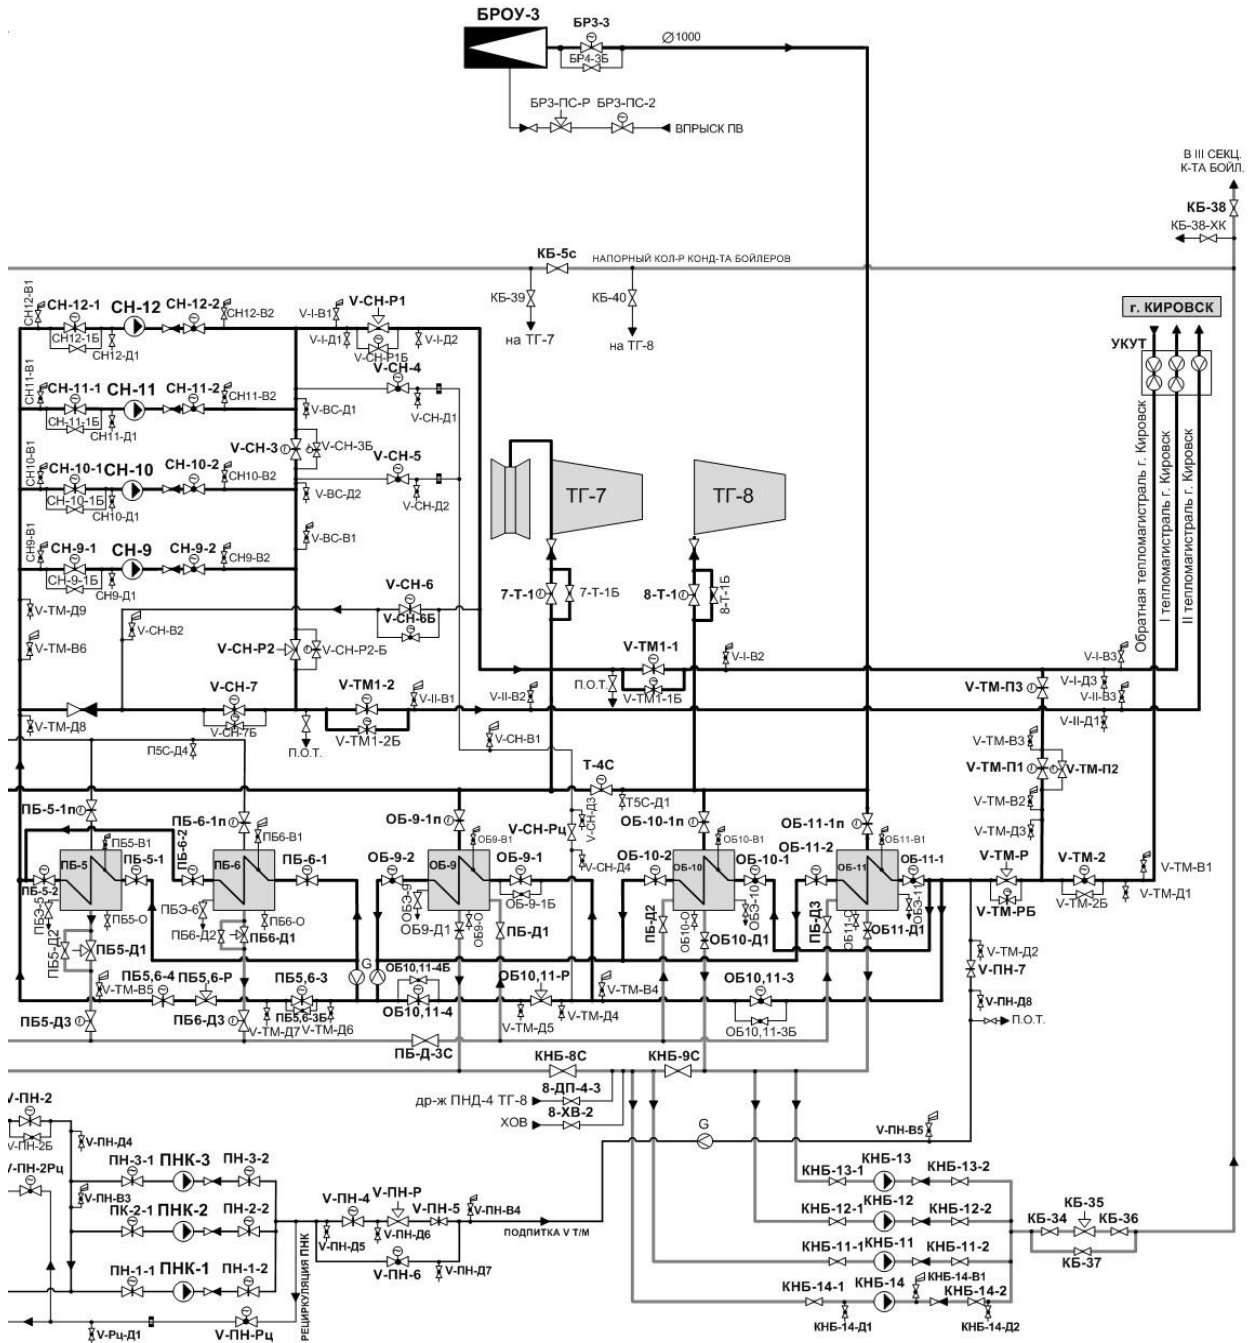 БРОУ-3
БР3-3
Ø1000
БР4-3Б
БР3-ПС-Р
БР3-ПС-2
ВПРЫСК ПВ
В III СЕКЦ.
К-ТА БОЙЛ.
КБ-38
КБ-38-ХК
КБ-5с
НАПОРНЫЙ КОЛ-Р КОНД-ТА БОЙЛЕРОВ
КБ-39
на ТГ-7
КБ-40
на ТГ-8
г. КИРОВСК
УКУТ
Обратная тепломагистраль г. Кировск
I тепломагистраль г. Кировск
II тепломагистраль г. Кировск
СН12-В1
СН-12-1
СН-12
СН-12-2
СН12-В2
СН12-1Б
СН12-Д1
V-I-В1
V-СН-Р1
V-I-Д1
V-I-Д2
V-СН-Р1Б
V-СН-4
СН11-В1
СН-11-1
СН-11
СН-11-2
СН11-В2
СН-11-1Б
СН11-Д1
V-ВС-Д1
V-СН-Д1
V-СН-3
V-СН-3Б
V-СН-5
СН10-В1
СН-10-1
СН-10
СН-10-2
СН10-В2
СН-10-1Б
СН10-Д1
V-ВС-Д2
V-СН-Д2
V-ВС-В1
ТГ-7
ТГ-8
СН9-В1
СН-9-1
СН-9
СН-9-2
СН9-В2
СН-9-1Б
СН9-Д1
V-СН-6
V-СН-6Б
7-Т-1
7-Т-1Б
8-Т-1
8-Т-1Б
V-ТМ-Д9
V-СН-В2
V-ТМ-В6
V-СН-Р2
V-СН-Р2-Б
V-ТМ1-1
V-I-В2
V-I-В3
П.О.Т.
V-ТМ1-1Б
V-ТМ-П3
V-I-Д3
V-II-В3
V-СН-7
V-ТМ1-2
V-II-В1
V-II-В2
V-ТМ-Д8
V-СН-7Б
П.О.Т.
V-ТМ1-2Б
V-СН-В1
V-II-Д1
V-ТМ-В3
П5С-Д4
V-ТМ-П1
V-ТМ-П2
Т-4С
Т5С-Д1
V-ТМ-В2
V-ТМ-Д3
ПБ-5-1п
ПБ-6-1п
ОБ-9-1п
V-СН-Д3
V-СН-Рц
ОБ-10-1п
ОБ-11-1п
ПБ5-В1
ПБ-6-2
ПБ6-В1
ОБ9-В1
ОБ10-В1
ОБ11-В1
ПБ-5
ПБ-5-1
ПБ-6
ПБ-6-1
ОБ-9-2
ОБ-9
ОБ-9-1
V-СН-Д4
ОБ-10-2
ОБ-10
ОБ-10-1
ОБ-11-2
ОБ-11
ОБ-11-1
V-ТМ-Р
V-ТМ-2
V-ТМ-В1
ПБ-5-2
ПБЭ-5
ПБ5-О
ПБЭ-6
ПБ6-О
ОБЭ-9
ОБ-9-1Б
ОБЭ-10
ОБЭ-11
V-ТМ-РБ
V-ТМ-2Б
V-ТМ-Д1
ПБ5-Д2
ПБ5-Д1
ПБ6-Д2
ПБ6-Д1
ОБ9-Д1
ОБ9-О
ПБ-Д1
ПБ-Д2
ОБ10-О
ОБ10-Д1
ПБ-Д3
ОБ11-О
ОБ11-Д1
V-ТМ-Д2
V-ПН-7
ПБ5,6-4
ПБ5,6-Р
ПБ5,6-3
G
ОБ10,11-4Б
ОБ10,11-Р
ОБ10,11-3
V-ТМ-В5
V-ТМ-В4
V-ПН-Д8
П.О.Т.
ПБ5-Д3
ПБ6-Д3
ПБ5,6-3Б
V-ТМ-Д7
V-ТМ-Д6
ОБ10,11-4
V-ТМ-Д5
V-ТМ-Д4
ОБ10,11-3Б
ПБ-Д-3С
КНБ-8С
КНБ-9С
8-ДП-4-3
др-ж ПНД-4 ТГ-8
8-ХВ-2
ХОВ
V-ПН-2
V-ПН-2Б
V-ПН-Д4
G
V-ПН-В5
V-ПН-2Рц
ПН-3-1
ПНК-3
ПН-3-2
V-ПН-В3
КНБ-13-1
КНБ-13
КНБ-13-2
ПК-2-1
ПНК-2
ПН-2-2
V-ПН-4
V-ПН-Р
V-ПН-5
V-ПН-В4
V-ПН-Д5
V-ПН-Д6
ПОДПИТКА V Т/М
КНБ-12-1
КНБ-12
КНБ-12-2
КБ-34
КБ-35
КБ-36
КБ-37
ПН-1-1
ПНК-1
ПН-1-2
РЕЦИРКУЛЯЦИЯ ПНК
V-ПН-6
V-ПН-Д7
КНБ-11-1
КНБ-11
КНБ-11-2
КНБ-14-1
КНБ-14
КНБ-14-В1
КНБ-14-2
КНБ-14-Д1
КНБ-14-Д2
V-Рц-Д1
V-ПН-Рц